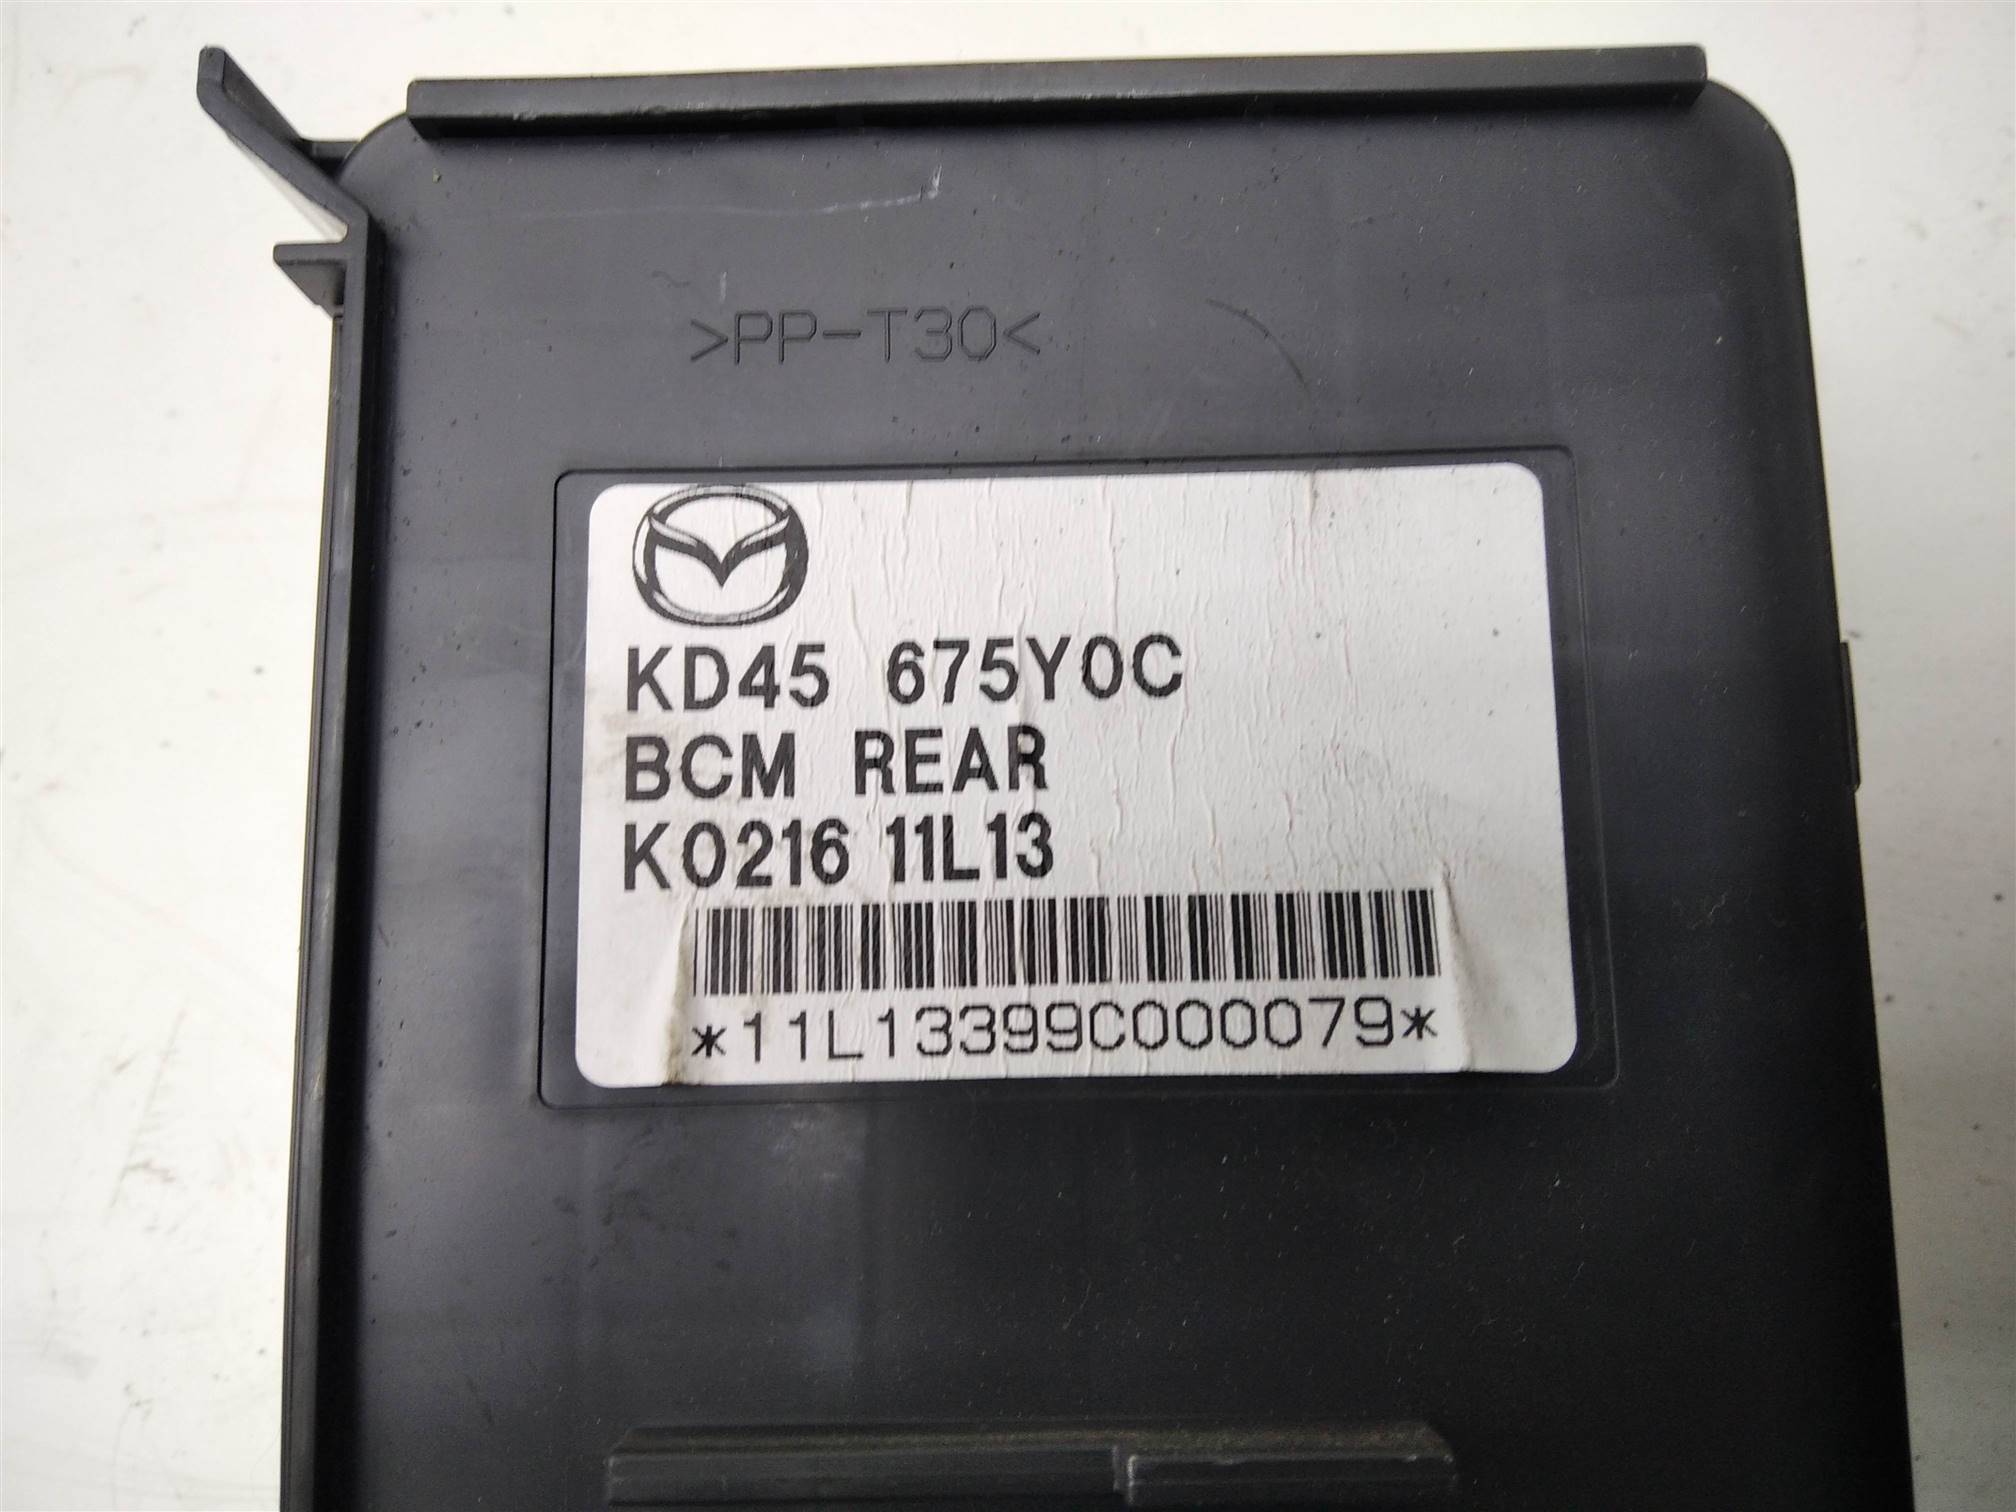 >PP-T30<
KD45 675Y0C
BCM REAR
K0216 11L13
*11L13399C000079*